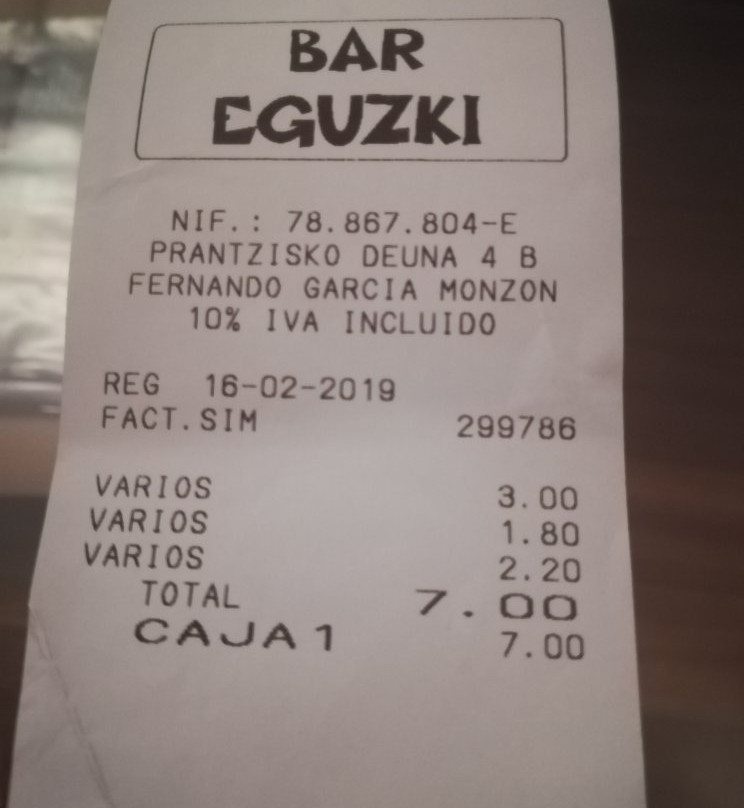 BAR
EGUZKI
NIF.: 78.867.804-E
PRANTZISKO DEUNA 4 B
FERNANDO GARCIA MONZON
10% IVA INCLUIDO
REG 16-02-2019
FACT.SIM 299786
VARIOS 3.00
VARIOS 1.80
VARIOS 2.20
TOTAL 7.00
CAJA1 7.00